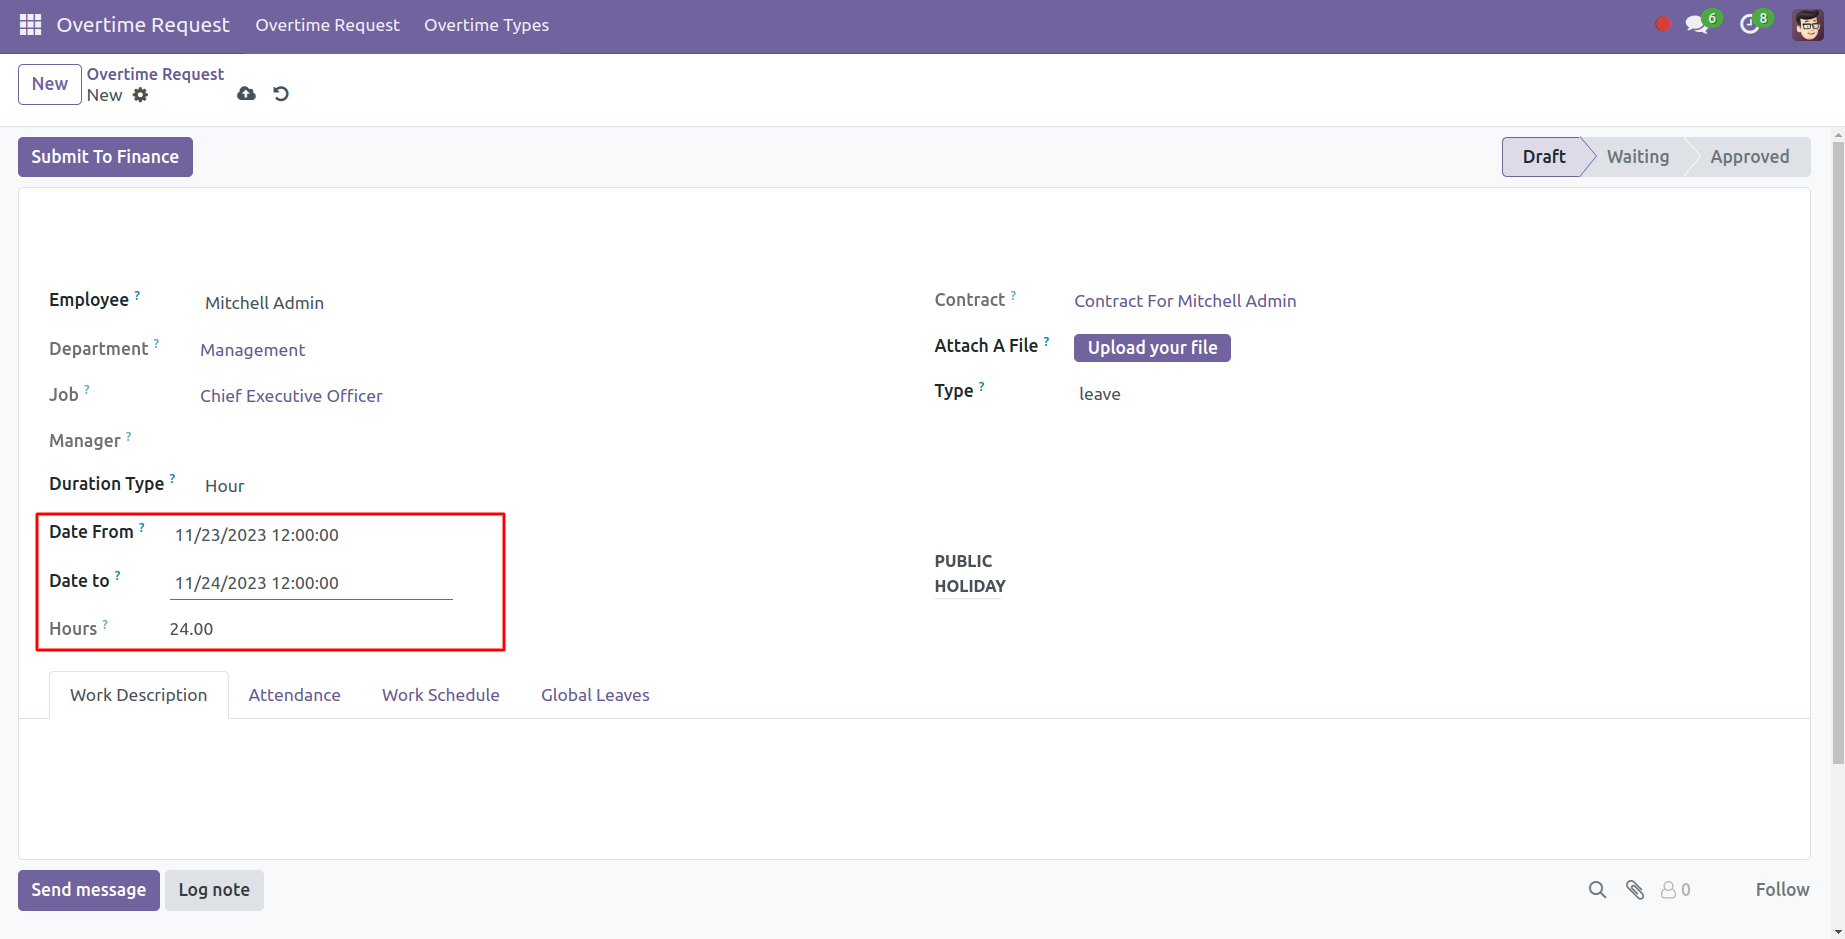 Overtime Request Overtime Request Overtime Types 6 8
New Overtime Request
New
Submit To Finance Draft Waiting Approved
Employee ? Mitchell Admin Contract ? Contract For Mitchell Admin
Department ? Management Attach A File ? Upload your file
Job ? Chief Executive Officer Type ? leave
Manager ?
Duration Type ? Hour
Date From ? 11/23/2023 12:00:00
PUBLIC
Date to ? 11/24/2023 12:00:00 HOLIDAY
Hours ? 24.00
Work Description Attendance Work Schedule Global Leaves
Send message Log note 0 Follow